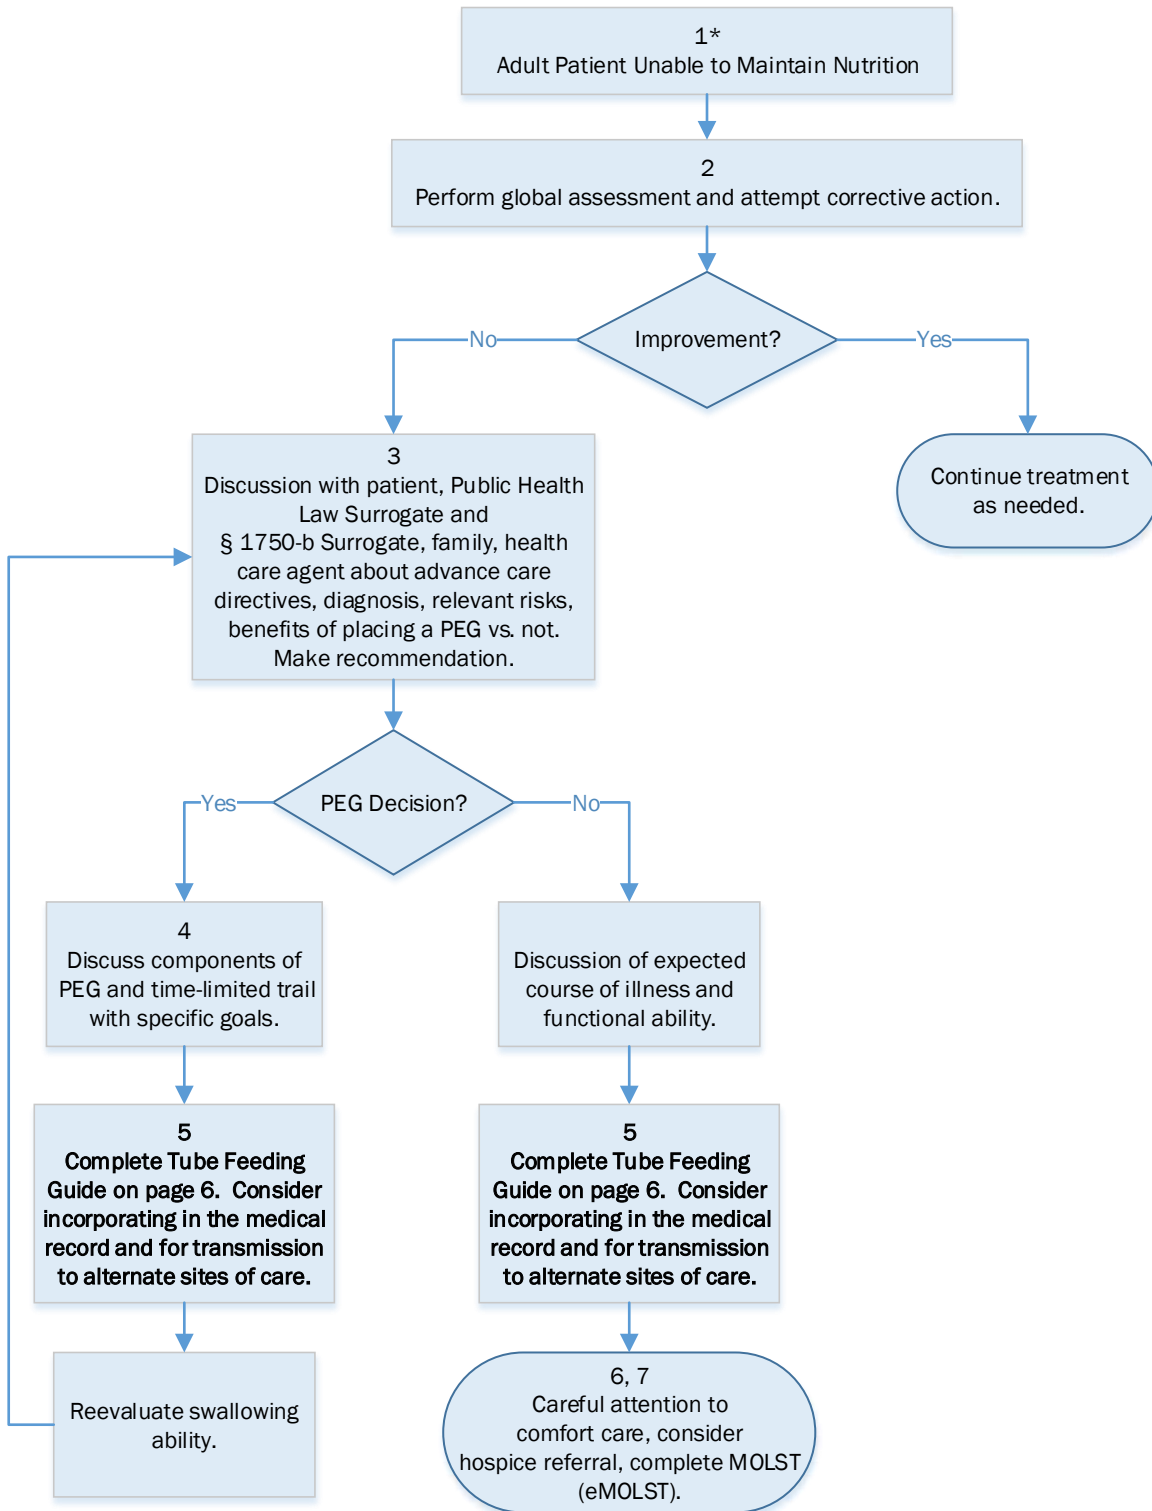 1*
Adult Patient Unable to Maintain Nutrition
2
Perform global assessment and attempt corrective action.
Improvement?
No
Yes
3
Discussion with patient, Public Health
Law Surrogate and
§ 1750-b Surrogate, family, health
care agent about advance care
directives, diagnosis, relevant risks,
benefits of placing a PEG vs. not.
Make recommendation.
Continue treatment
as needed.
PEG Decision?
Yes
No
4
Discuss components of
PEG and time-limited trail
with specific goals.
Discussion of expected
course of illness and
functional ability.
5
Complete Tube Feeding
Guide on page 6.  Consider
incorporating in the medical
record and for transmission
to alternate sites of care.
5
Complete Tube Feeding
Guide on page 6.  Consider
incorporating in the medical
record and for transmission
to alternate sites of care.
Reevaluate swallowing
ability.
6, 7
Careful attention to
comfort care, consider
hospice referral, complete MOLST
(eMOLST).